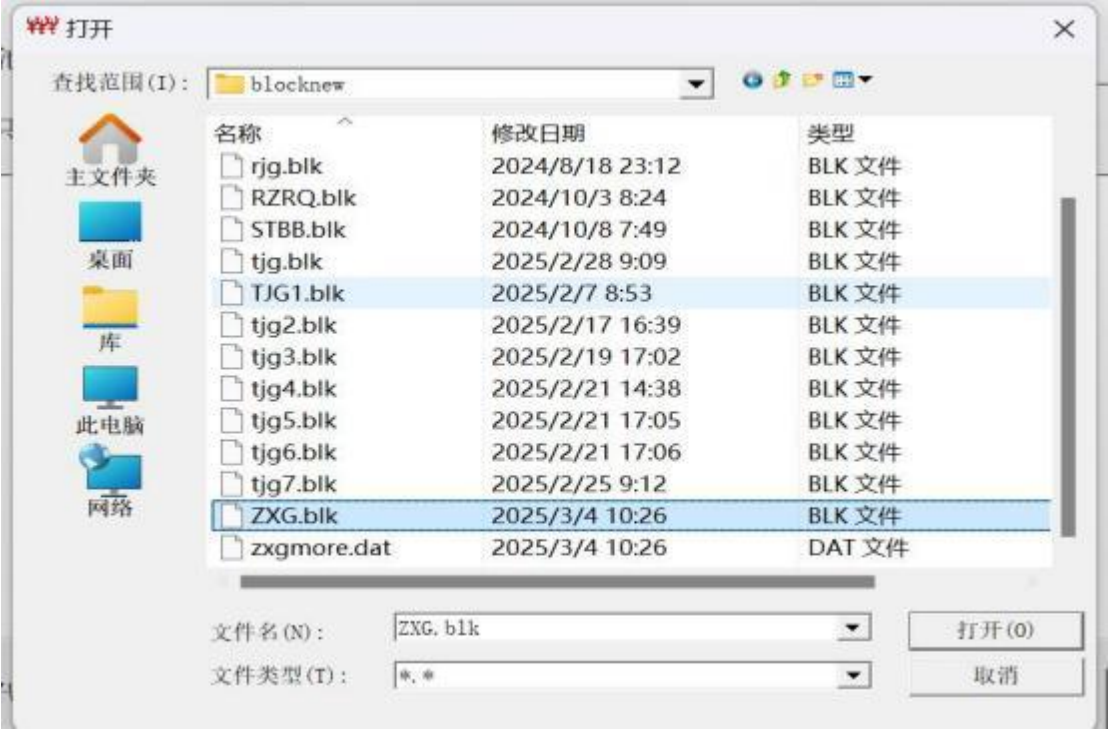 打开
查找范围(I): blocknew
名称 修改日期 类型
rjg.blk 2024/8/18 23:12 BLK 文件
RZRQ.blk 2024/10/3 8:24 BLK 文件
STBB.blk 2024/10/8 7:49 BLK 文件
tjg.blk 2025/2/28 9:09 BLK 文件
TJG1.blk 2025/2/7 8:53 BLK 文件
tjg2.blk 2025/2/17 16:39 BLK 文件
tjg3.blk 2025/2/19 17:02 BLK 文件
tjg4.blk 2025/2/21 14:38 BLK 文件
tjg5.blk 2025/2/21 17:05 BLK 文件
tjg6.blk 2025/2/21 17:06 BLK 文件
tjg7.blk 2025/2/25 9:12 BLK 文件
ZXG.blk 2025/3/4 10:26 BLK 文件
zxgmore.dat 2025/3/4 10:26 DAT 文件
主文件夹
桌面
库
此电脑
网络
文件名(N): ZXG.blk 打开(O)
文件类型(T): *.* 取消